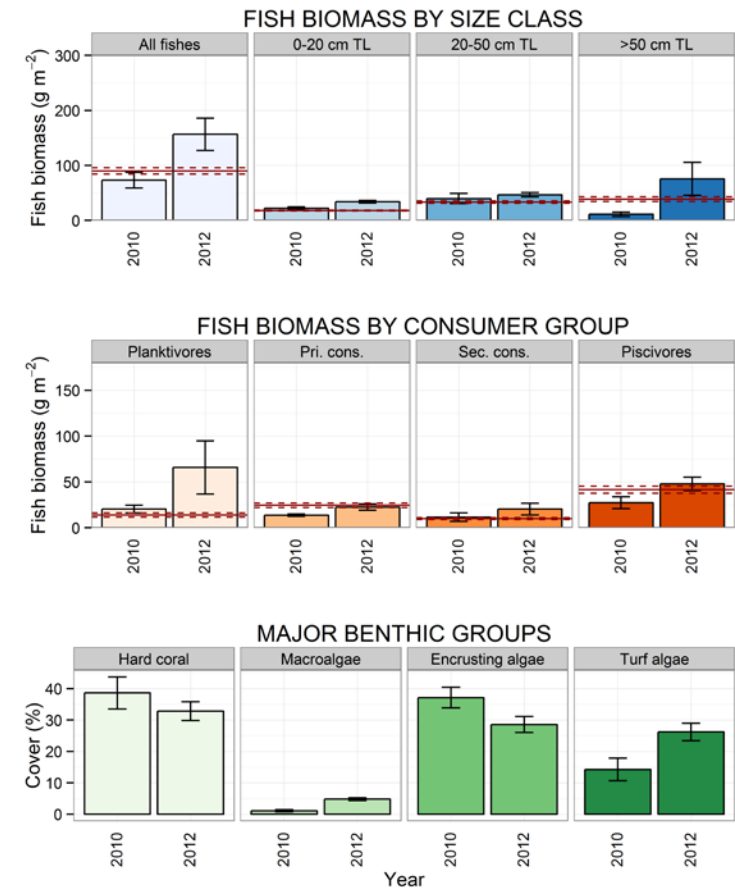 FISH BIOMASS BY SIZE CLASS
All fishes 0-20 cm TL 20-50 cm TL >50 cm TL
Fish biomass (g m⁻²)
300
200
100
0
2010 2012 2010 2012 2010 2012 2010 2012
FISH BIOMASS BY CONSUMER GROUP
Planktivores Pri. cons. Sec. cons. Piscivores
Fish biomass (g m⁻²)
150
100
50
0
2010 2012 2010 2012 2010 2012 2010 2012
MAJOR BENTHIC GROUPS
Hard coral Macroalgae Encrusting algae Turf algae
Cover (%)
40
30
20
10
0
2010 2012 2010 2012 2010 2012 2010 2012
Year